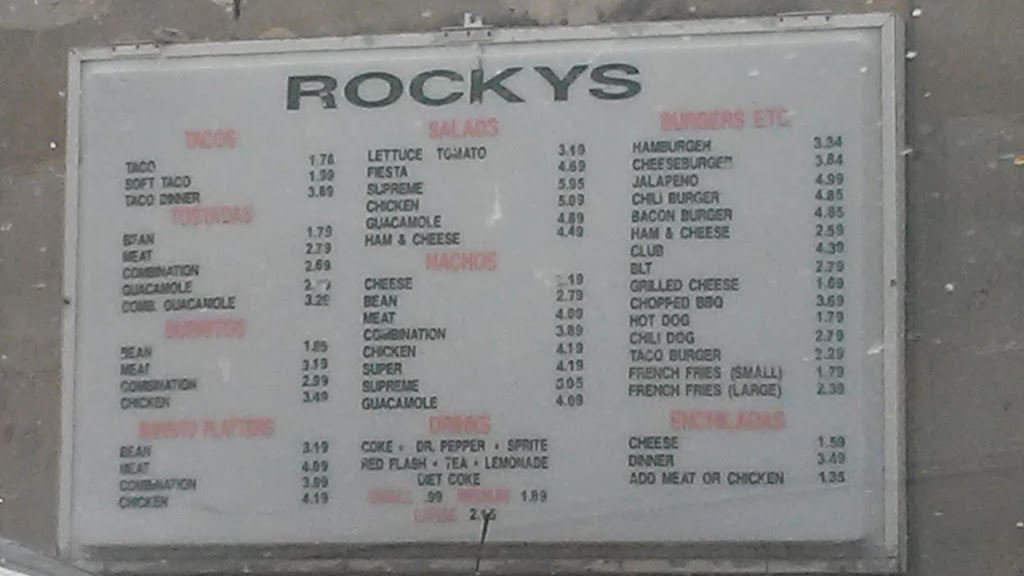 ROCKYS
TACOS
TACO 1.76
SOFT TACO 1.99
TACO DINNER 3.89
TOSTADAS
BEAN 1.79
MEAT 2.79
COMBINATION 2.69
GUACAMOLE
COMB. GUACAMOLE 3.29
BURRITOS
BEAN 1.89
MEAT 3.19
COMBINATION 2.99
CHICKEN 3.49
BURRITO PLATTERS
BEAN 3.19
MEAT 4.09
COMBINATION 3.89
CHICKEN 4.19
SALADS
LETTUCE TOMATO 3.19
FIESTA 4.69
SUPREME 5.95
CHICKEN 5.09
GUACAMOLE 4.89
HAM & CHEESE 4.49
NACHOS
CHEESE
BEAN 2.79
MEAT 4.09
COMBINATION 3.89
CHICKEN 4.19
SUPER 4.19
SUPREME
GUACAMOLE 4.09
DRINKS
COKE • DR. PEPPER • SPRITE
RED FLASH • TEA • LEMONADE
DIET COKE
SMALL .99 MEDIUM 1.89
LARGE 2.15
BURGERS ETC.
HAMBURGER 3.34
CHEESEBURGER 3.84
JALAPENO 4.99
CHILI BURGER 4.85
BACON BURGER 4.85
HAM & CHEESE 2.59
CLUB 4.39
BLT 2.79
GRILLED CHEESE 1.69
CHOPPED BBQ 3.69
HOT DOG 1.79
CHILI DOG 2.79
TACO BURGER 2.29
FRENCH FRIES (SMALL) 1.79
FRENCH FRIES (LARGE) 2.39
ENCHILADAS
CHEESE 1.59
DINNER 3.49
ADD MEAT OR CHICKEN 1.35